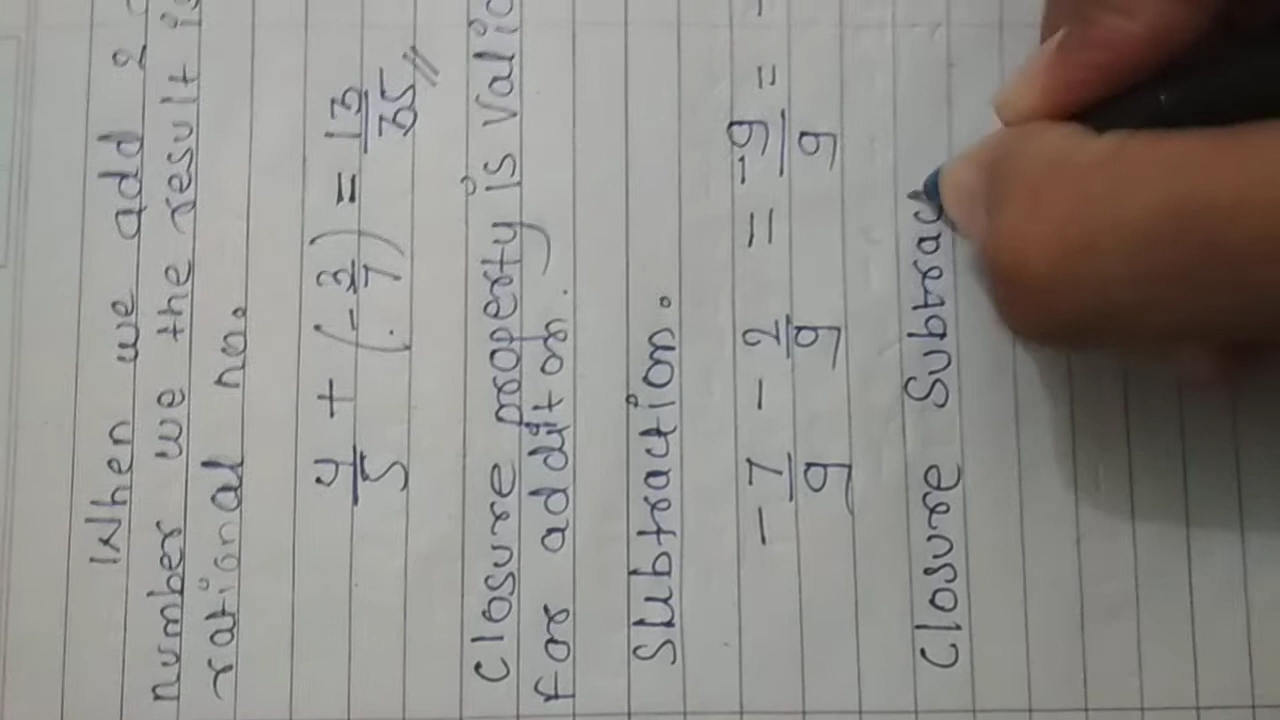 When we add 2
number we the result is
rational no.
4/5 + (-3/7) = 13/35 //
Closure property is Valid
for additon.
Subtraction.
-7/9 - 2/9 = -9/9 = -
Closure Subtrac